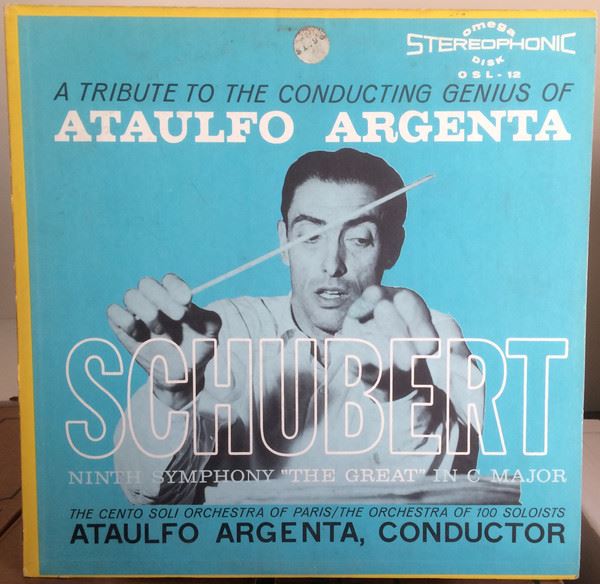 omega
STEREOPHONIC
DISK
OSL-12
A TRIBUTE TO THE CONDUCTING GENIUS OF
ATAULFO ARGENTA
SCHUBERT
NINTH SYMPHONY "THE GREAT" IN C MAJOR
THE CENTO SOLI ORCHESTRA OF PARIS/THE ORCHESTRA OF 100 SOLOISTS
ATAULFO ARGENTA, CONDUCTOR